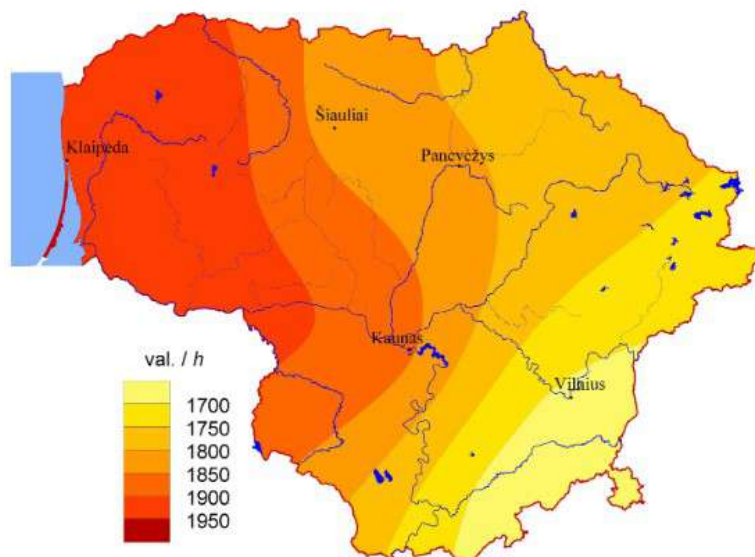 Šiauliai
Klaipėda
Panevėžys
Kaunas
val. / h
Vilnius
1700
1750
1800
1850
1900
1950